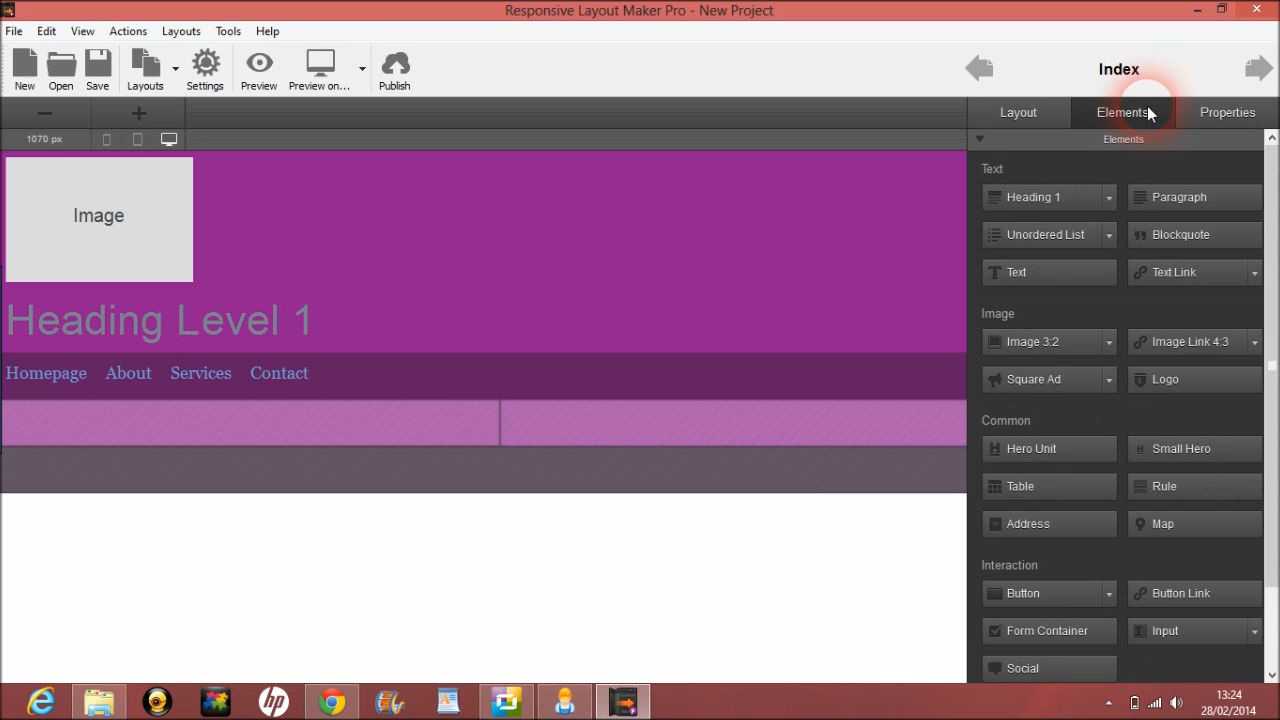 Responsive Layout Maker Pro - New Project
File Edit View Actions Layouts Tools Help
New Open Save Layouts Settings Preview Preview on... Publish
Index
Layout Elements Properties
1070 px
Elements
Image
Heading Level 1
Homepage About Services Contact
Text
Heading 1 Paragraph
Unordered List Blockquote
Text Text Link
Image
Image 3:2 Image Link 4:3
Square Ad Logo
Common
Hero Unit Small Hero
Table Rule
Address Map
Interaction
Button Button Link
Form Container Input
Social
13:24
28/02/2014